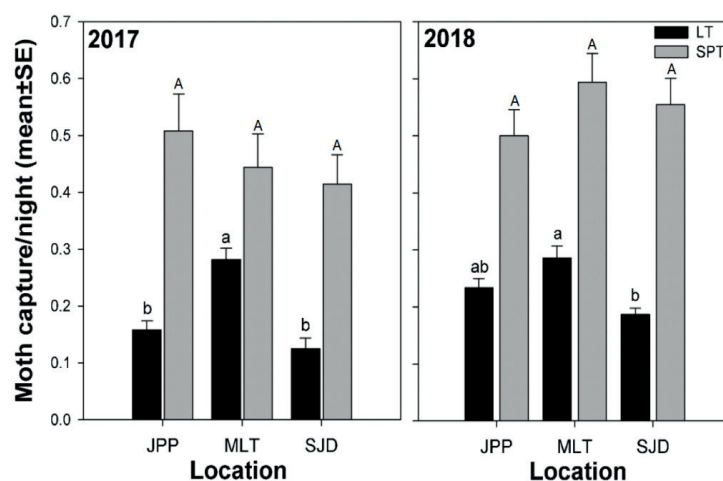 Moth capture/night (mean±SE)
0.7
0.6
0.5
0.4
0.3
0.2
0.1
0.0
2017
A
A
A
a
b
b
JPP MLT SJD
Location
2018
LT
SPT
A
A
A
ab
a
b
JPP MLT SJD
Location